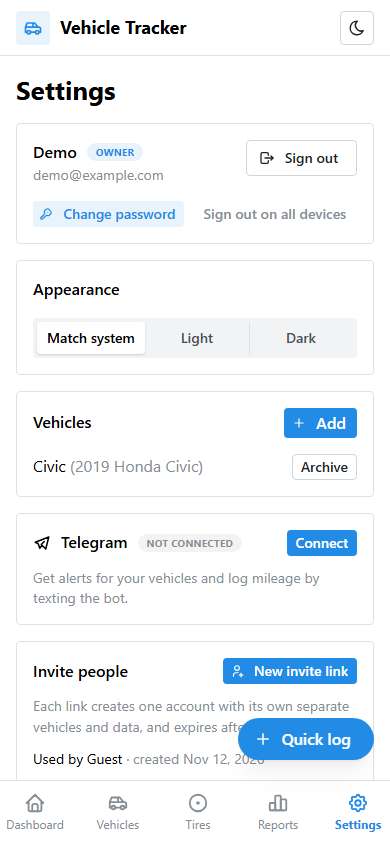 Vehicle Tracker
Settings
Demo OWNER
Sign out
demo@example.com
Change password
Sign out on all devices
Appearance
Match system
Light
Dark
Vehicles
Add
Civic (2019 Honda Civic)
Archive
Telegram NOT CONNECTED
Connect
Get alerts for your vehicles and log mileage by
texting the bot.
Invite people
New invite link
Each link creates one account with its own separate
vehicles and data, and expires
Quick log
Used by Guest · created Nov 12,
Dashboard
Vehicles
Tires
Reports
Settings